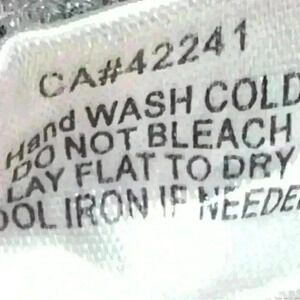 CA#42241
Hand WASH COLD
DO NOT BLEACH
LAY FLAT TO DRY
OOL IRON IF NEEDE